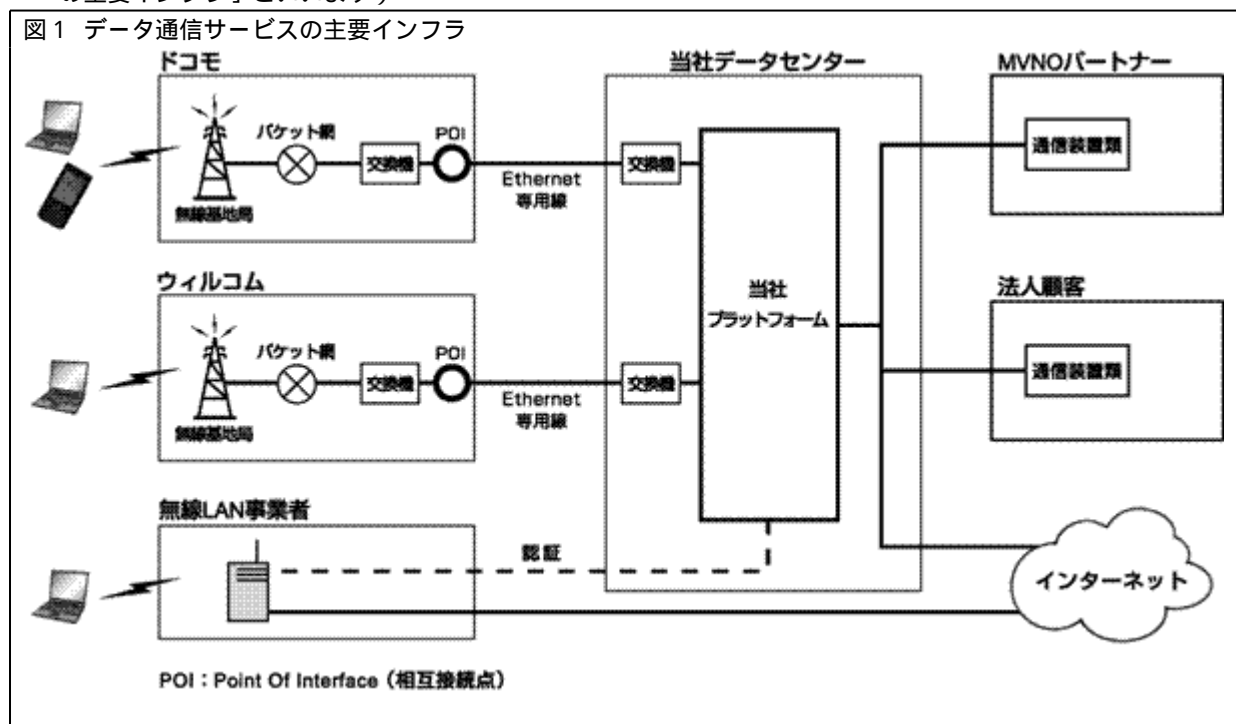 図1 データ通信サービスの主要インフラ
ドコモ
当社データセンター
MVNOパートナー
パケット網
POI
交換機
交換機
通信装置類
Ethernet
専用線
無線基地局
ウィルコム
当社
プラットフォーム
法人顧客
パケット網
POI
交換機
交換機
通信装置類
Ethernet
専用線
無線基地局
無線LAN事業者
認証
インターネット
POI：Point Of Interface（相互接続点）